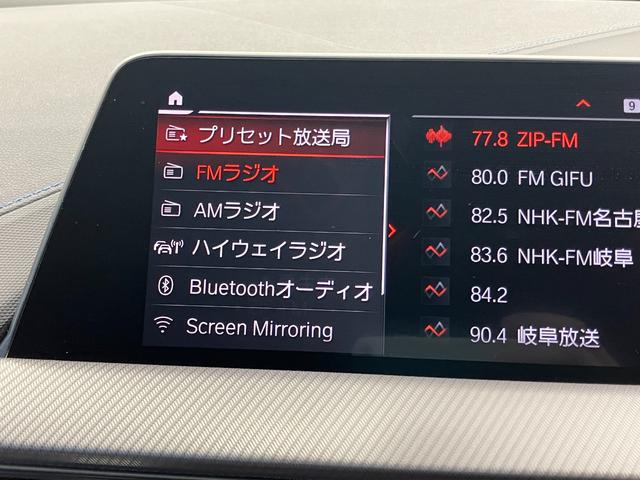 9
プリセット放送局
FMラジオ
AMラジオ
ハイウェイラジオ
Bluetoothオーディオ
Screen Mirroring
77.8 ZIP-FM
80.0 FM GIFU
82.5 NHK-FM名古屋
83.6 NHK-FM岐阜
84.2
90.4 岐阜放送